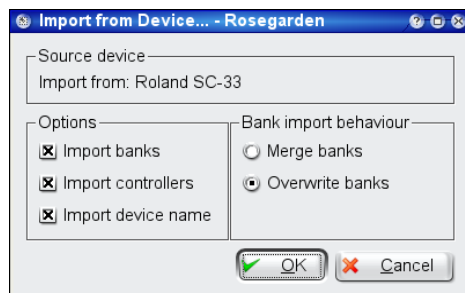 Import from Device... - Rosegarden
Source device
Import from: Roland SC-33
Options
Import banks
Import controllers
Import device name
Bank import behaviour
Merge banks
Overwrite banks
OK
Cancel